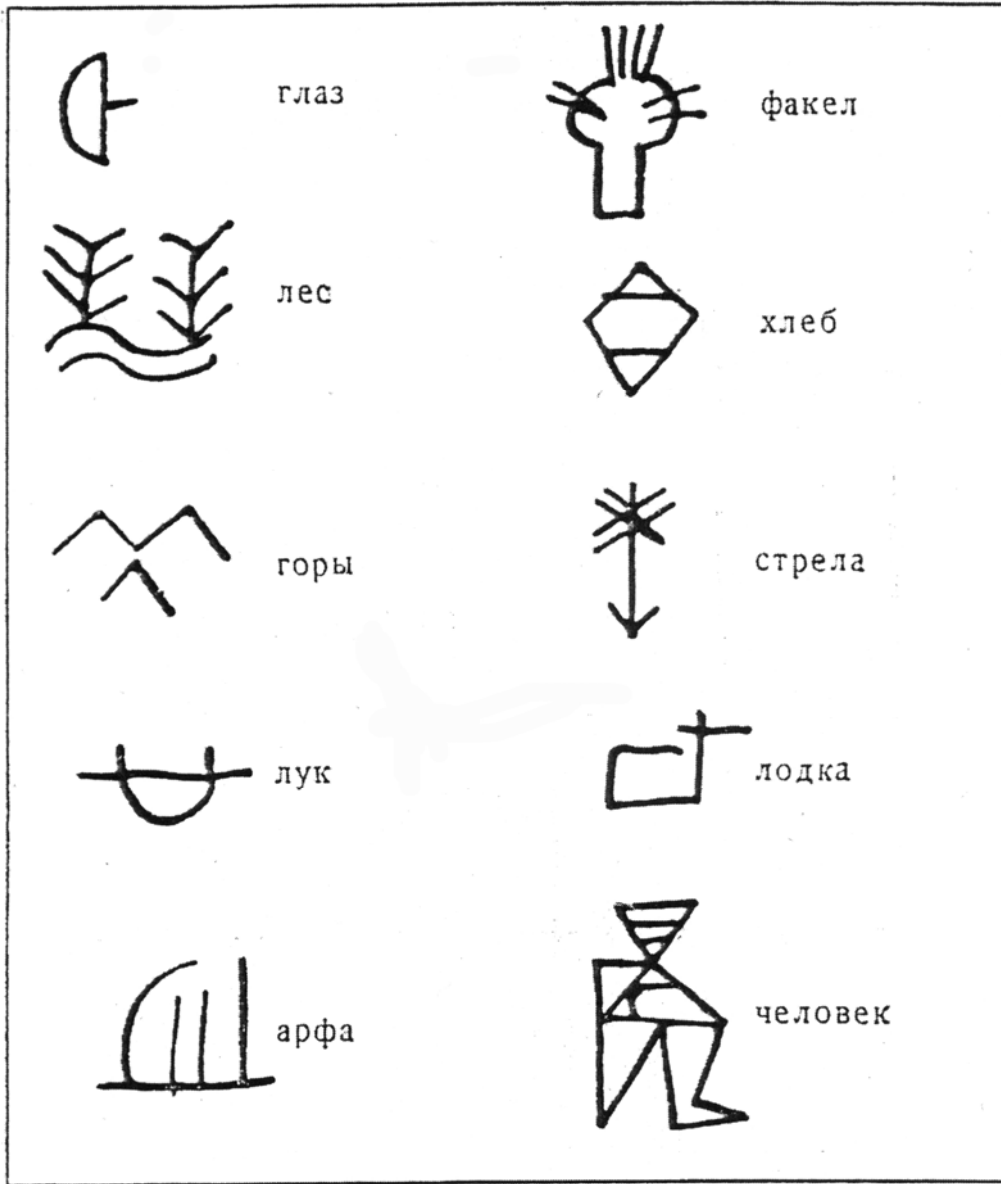 глаз
факел
лес
хлеб
горы
стрела
лук
лодка
арфа
человек